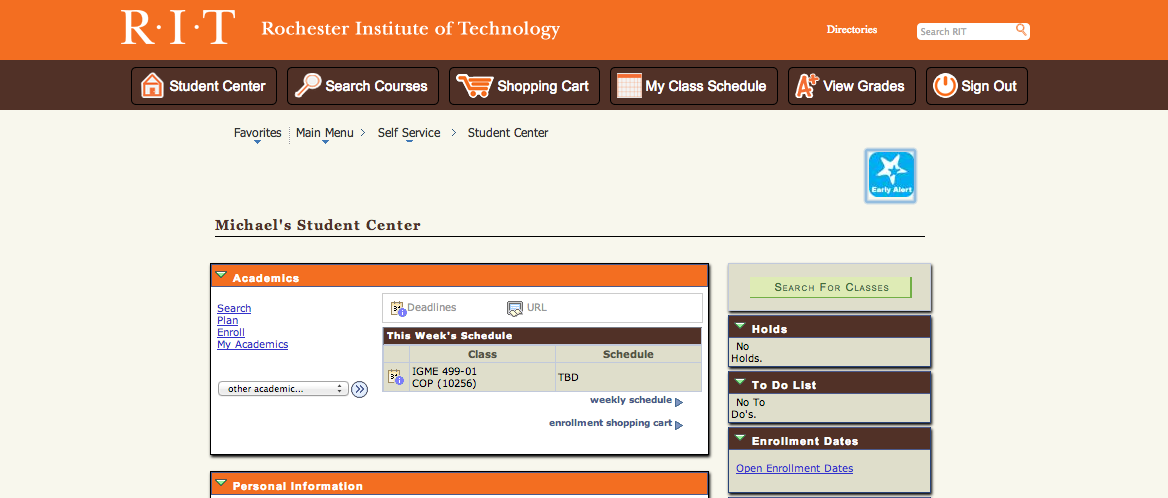 R·I·T Rochester Institute of Technology
Directories
Search RIT
Student Center
Search Courses
Shopping Cart
My Class Schedule
A+ View Grades
Sign Out
Favorites Main Menu > Self Service > Student Center
Early Alert
Michael's Student Center
Academics
Search
Plan
Enroll
My Academics
other academic...
Deadlines
URL
This Week's Schedule
Class Schedule
IGME 499-01
COP (10256)
TBD
weekly schedule
enrollment shopping cart
Personal Information
Search For Classes
Holds
No
Holds.
To Do List
No To
Do's.
Enrollment Dates
Open Enrollment Dates